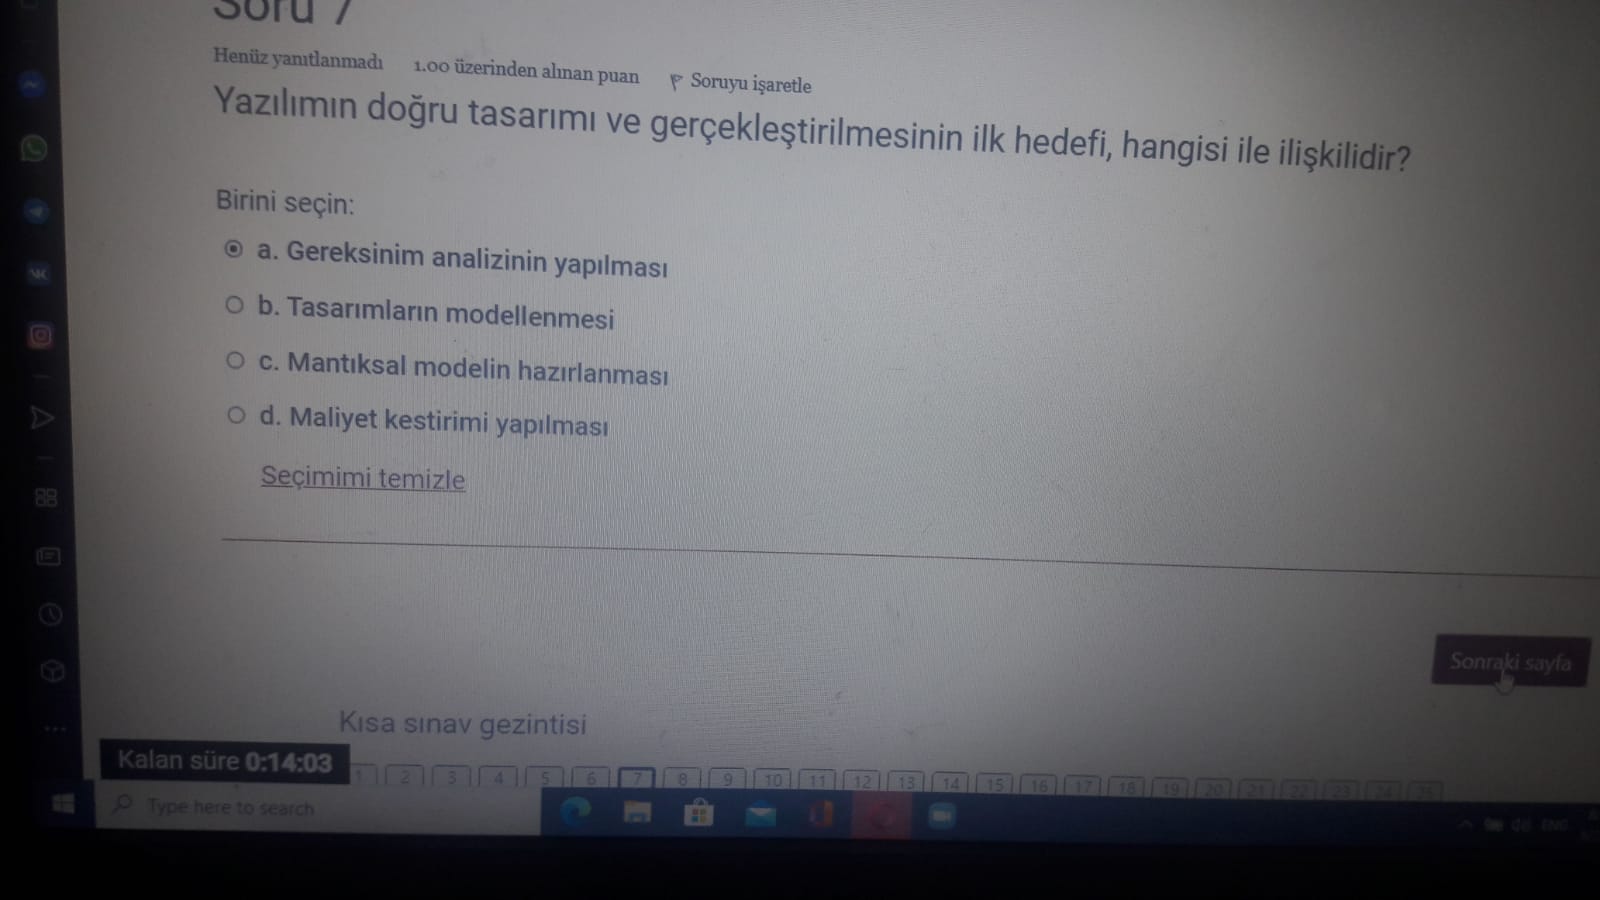 Soru 7
Henüz yanıtlanmadı 1.00 üzerinden alınan puan Soruyu işaretle
Yazılımın doğru tasarımı ve gerçekleştirilmesinin ilk hedefi, hangisi ile ilişkilidir?
Birini seçin:
a. Gereksinim analizinin yapılması
b. Tasarımların modellenmesi
c. Mantıksal modelin hazırlanması
d. Maliyet kestirimi yapılması
Seçimimi temizle
Sonraki sayfa
Kısa sınav gezintisi
Kalan süre 0:14:03
1 2 3 4 5 6 7 8 9 10 11 12 13 14 15 16 17 18 19 20 21 22 23 24 25
Type here to search
ENG